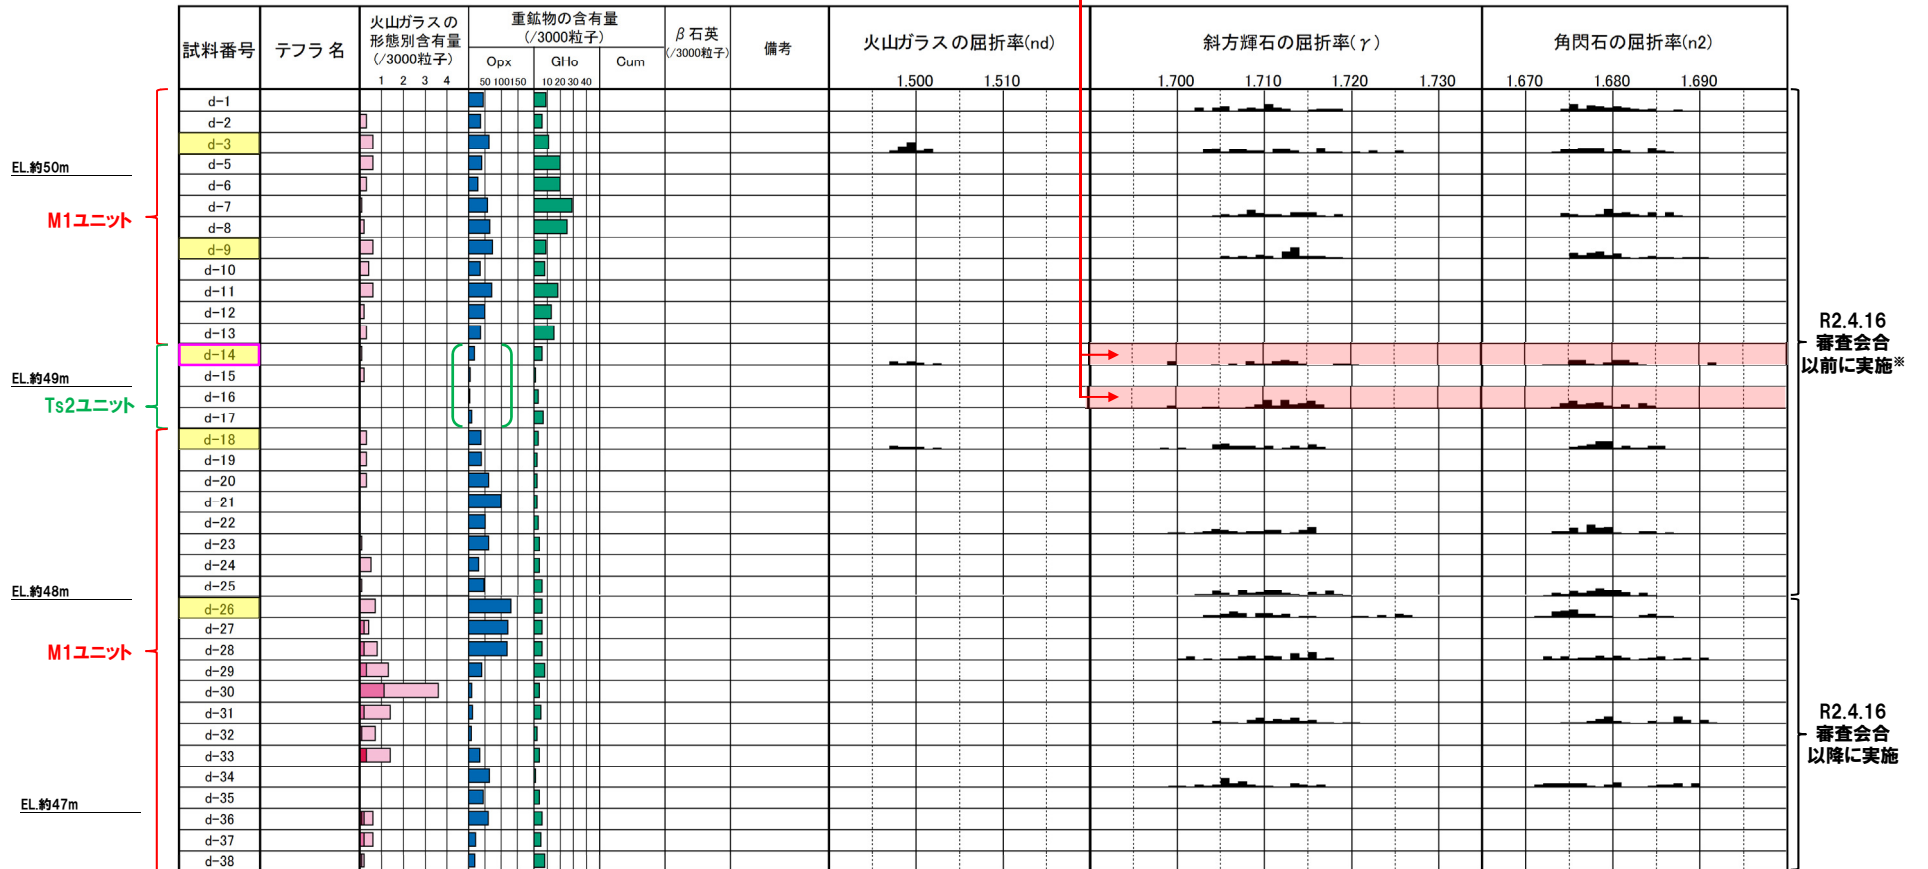 試料番号
テフラ名
火山ガラスの
形態別含有量
(/3000粒子)
1 2 3 4
重鉱物の含有量
(/3000粒子)
Opx
GHo
Cum
50 100 150
10 20 30 40
β石英
(/3000粒子)
備考
火山ガラスの屈折率(nd)
1.500 1.510
斜方輝石の屈折率(γ)
1.700 1.710 1.720 1.730
角閃石の屈折率(n2)
1.670 1.680 1.690
d-1
d-2
d-3
d-5
d-6
d-7
d-8
d-9
d-10
d-11
d-12
d-13
d-14
d-15
d-16
d-17
d-18
d-19
d-20
d-21
d-22
d-23
d-24
d-25
d-26
d-27
d-28
d-29
d-30
d-31
d-32
d-33
d-34
d-35
d-36
d-37
d-38
EL.約50m
M1ユニット
EL.約49m
Ts2ユニット
EL.約48m
M1ユニット
EL.約47m
R2.4.16
審査会合
以前に実施※
R2.4.16
審査会合
以降に実施